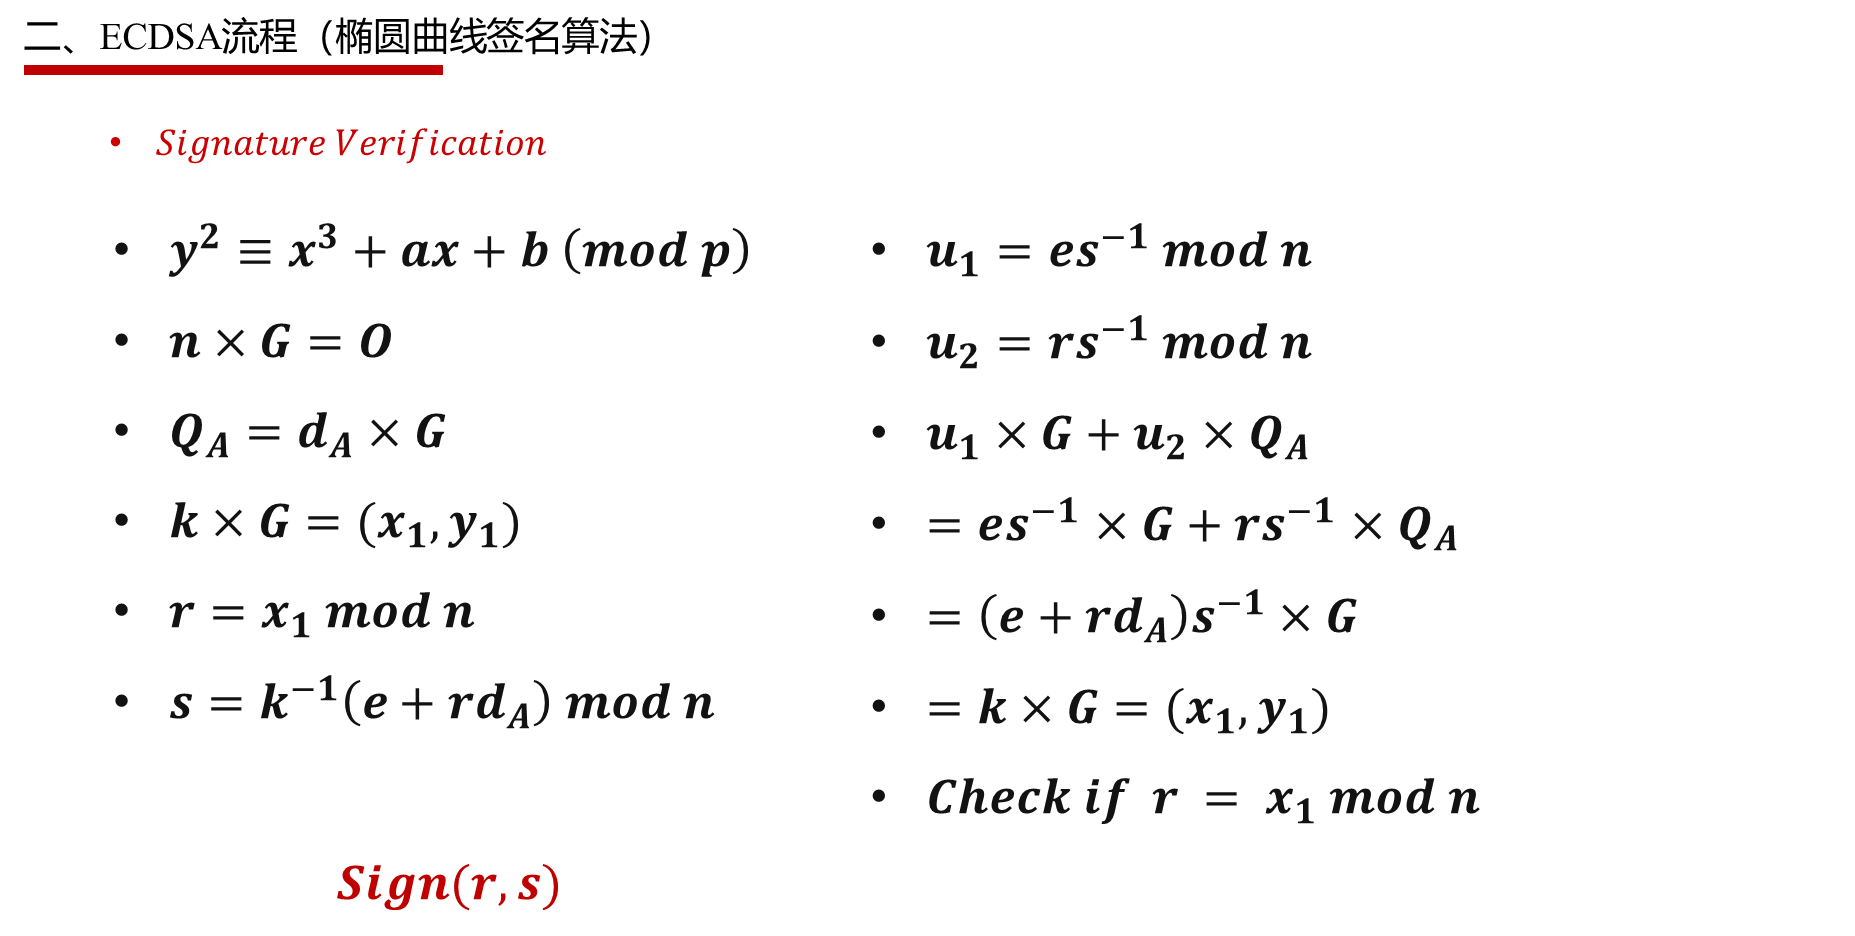 二、ECDSA流程（椭圆曲线签名算法）
• Signature Verification
• y² ≡ x³ + ax + b (mod p)
• n × G = O
• Q_A = d_A × G
• k × G = (x₁, y₁)
• r = x₁ mod n
• s = k⁻¹(e + rd_A) mod n
Sign(r, s)
• u₁ = es⁻¹ mod n
• u₂ = rs⁻¹ mod n
• u₁ × G + u₂ × Q_A
• = es⁻¹ × G + rs⁻¹ × Q_A
• = (e + rd_A)s⁻¹ × G
• = k × G = (x₁, y₁)
• Check if r = x₁ mod n